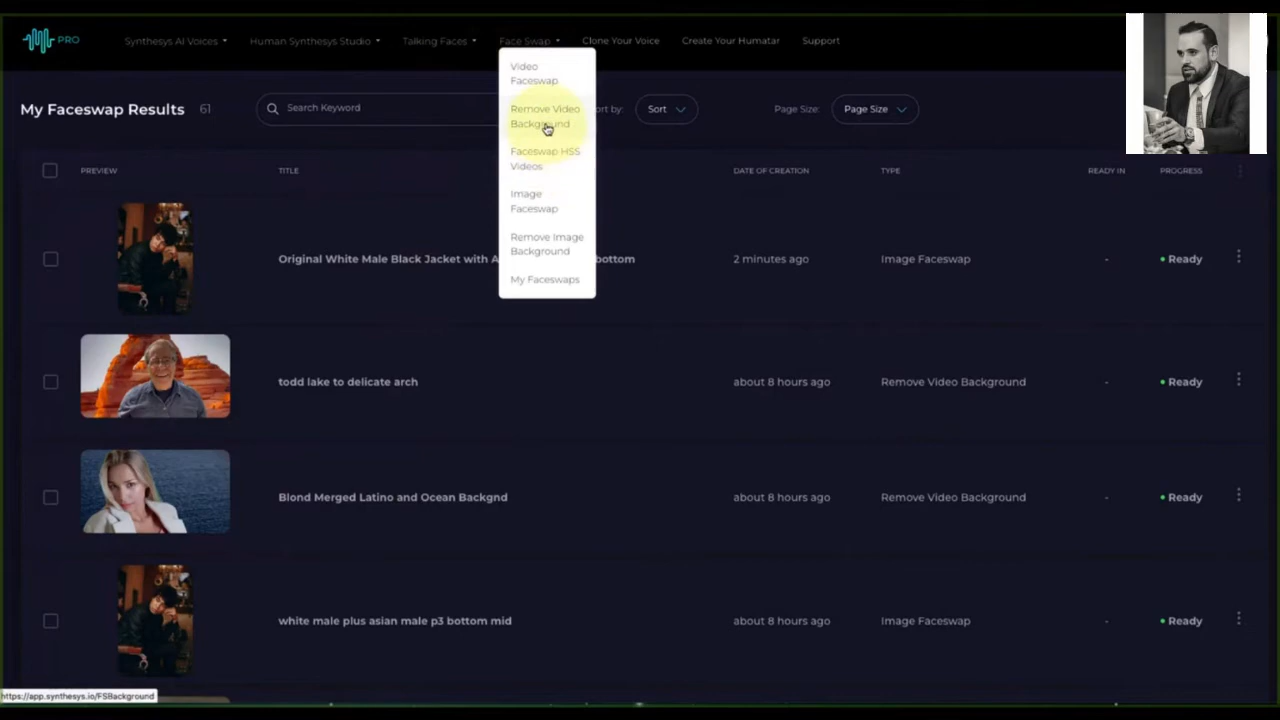 PRO
Synthesys AI Voices
Human Synthesys Studio
Talking Faces
Face Swap
Clone Your Voice
Create Your Humatar
Support
Video
Faceswap
Remove Video
Background
Faceswap HSS
Videos
Image
Faceswap
Remove Image
Background
My Faceswaps
My Faceswap Results 61
Search Keyword
ort by:
Sort
Page Size:
Page Size
PREVIEW
TITLE
DATE OF CREATION
TYPE
READY IN
PROGRESS
Original White Male Black Jacket with A
bottom
2 minutes ago
Image Faceswap
-
Ready
todd lake to delicate arch
about 8 hours ago
Remove Video Background
-
Ready
Blond Merged Latino and Ocean Backgnd
about 8 hours ago
Remove Video Background
-
Ready
white male plus asian male p3 bottom mid
about 8 hours ago
Image Faceswap
-
Ready
https://app.synthesys.io/FSBackground